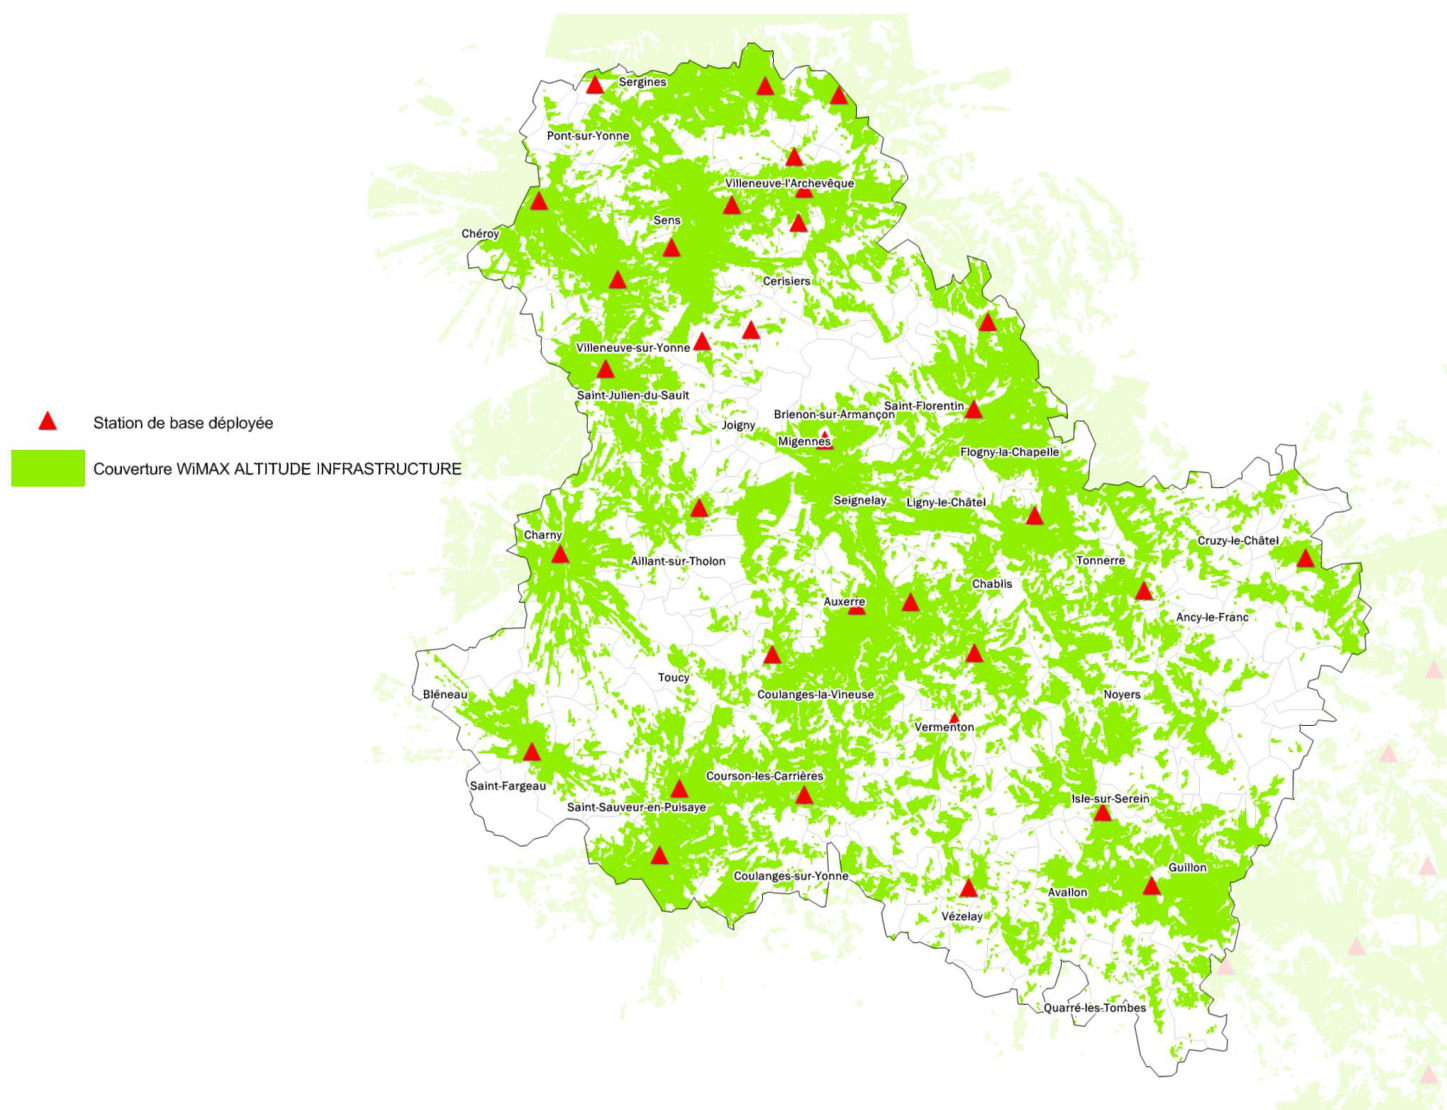 Sergines
Pont-sur-Yonne
Villeneuve-l'Archevêque
Sens
Chéroy
Cerisiers
Villeneuve-sur-Yonne
Saint-Julien-du-Sault
Saint-Florentin
Brienon-sur-Armançon
Joigny
Migennes
Flogny-la-Chapelle
Station de base déployée
Couverture WiMAX ALTITUDE INFRASTRUCTURE
Seignelay
Ligny-le-Châtel
Charny
Cruzy-le-Châtel
Aillant-sur-Tholon
Tonnerre
Chablis
Auxerre
Ancy-le-Franc
Toucy
Bléneau
Coulanges-la-Vineuse
Noyers
Vermenton
Courson-les-Carrières
Saint-Fargeau
Isle-sur-Serein
Saint-Sauveur-en-Puisaye
Guillon
Coulanges-sur-Yonne
Avallon
Vézelay
Quarré-les-Tombes